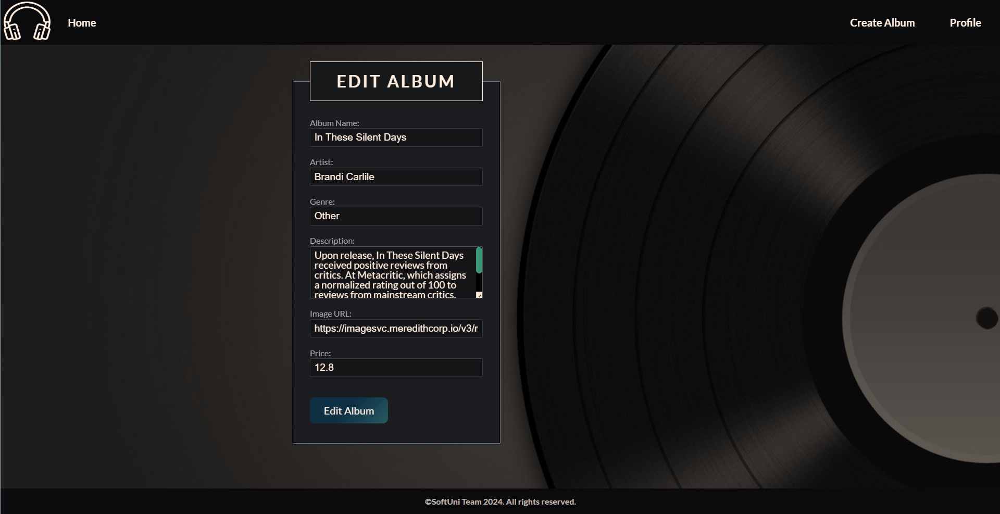 Home
Create Album
Profile
EDIT ALBUM
Album Name:
In These Silent Days
Artist:
Brandi Carlile
Genre:
Other
Description:
Upon release, In These Silent Days
received positive reviews from
critics. At Metacritic, which assigns
a normalized rating out of 100 to
reviews from mainstream critics,
Image URL:
https://imagesvc.meredithcorp.io/v3/
Price:
12.8
Edit Album
©SoftUni Team 2024. All rights reserved.